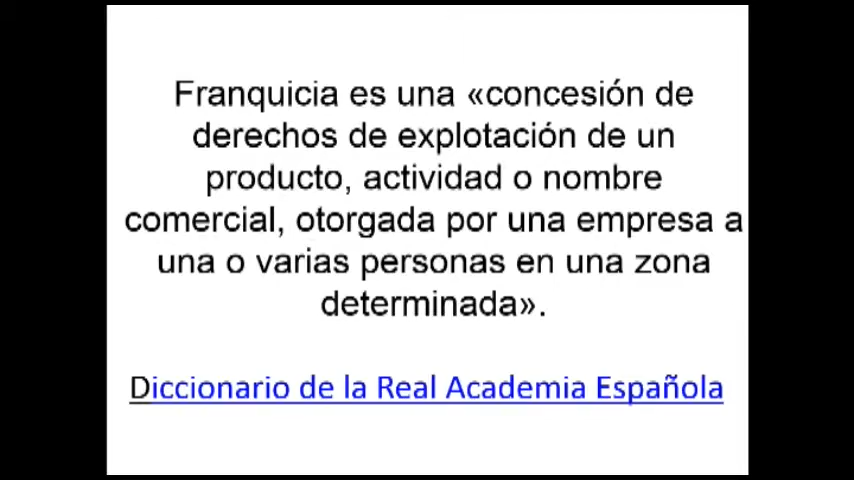 Franquicia es una «concesión de
derechos de explotación de un
producto, actividad o nombre
comercial, otorgada por una empresa a
una o varias personas en una zona
determinada».
Diccionario de la Real Academia Española